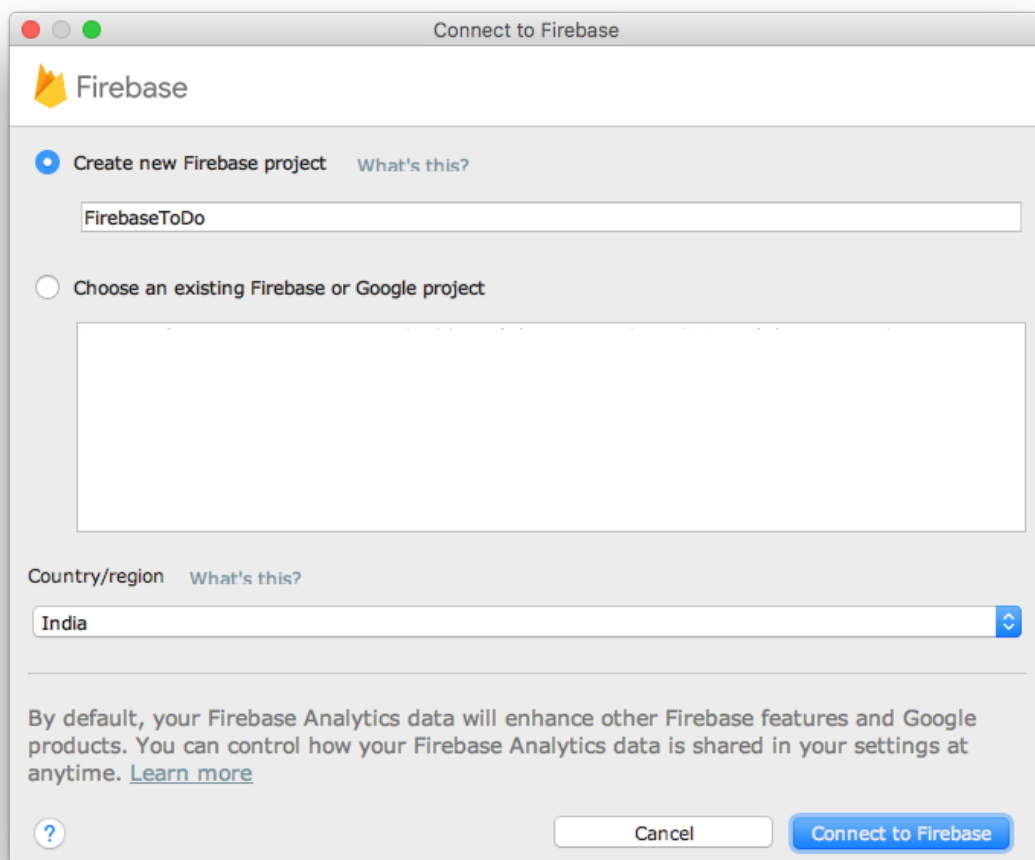 Connect to Firebase
Firebase
Create new Firebase project What's this?
FirebaseToDo
Choose an existing Firebase or Google project
Country/region What's this?
India
By default, your Firebase Analytics data will enhance other Firebase features and Google
products. You can control how your Firebase Analytics data is shared in your settings at
anytime. Learn more
? Cancel Connect to Firebase